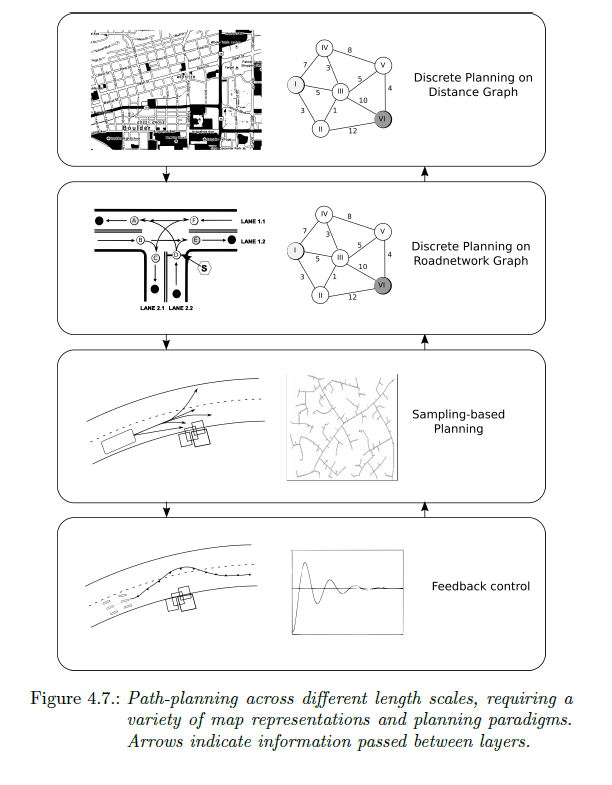 Boulder
IV
8
V
7
3
I
5
III
5
4
10
3
1
VI
II
12
Discrete Planning on
Distance Graph
A
F
LANE 1.1
B
E
LANE 1.2
C
D
S
LANE 2.1 LANE 2.2
IV
8
V
7
3
I
5
III
5
4
10
3
1
VI
II
12
Discrete Planning on
Roadnetwork Graph
Sampling-based
Planning
Feedback control
Figure 4.7.: Path-planning across different length scales, requiring a
variety of map representations and planning paradigms.
Arrows indicate information passed between layers.